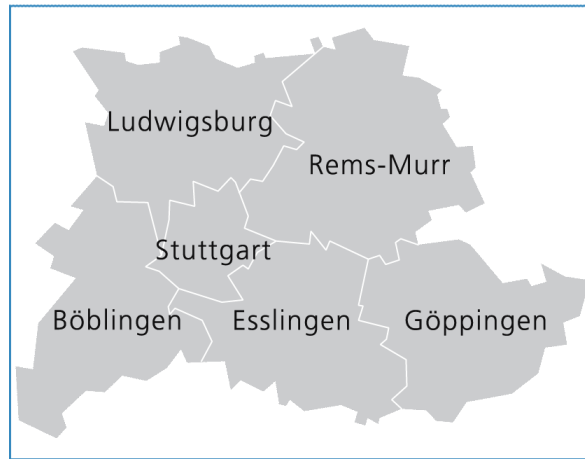 Ludwigsburg
Rems-Murr
Stuttgart
Böblingen
Esslingen
Göppingen